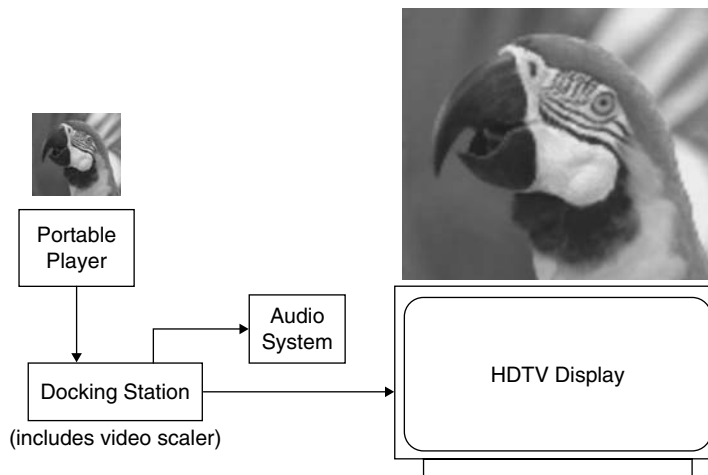 Portable
Player
Audio
System
Docking Station
(includes video scaler)
HDTV Display